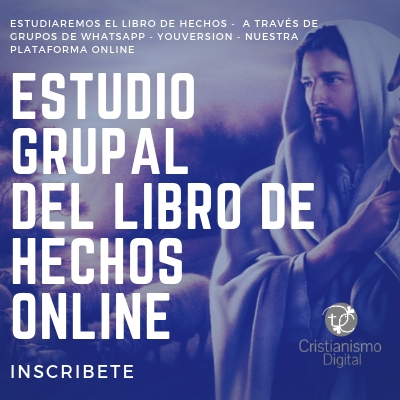 ESTUDIAREMOS EL LIBRO DE HECHOS - A TRAVÉS DE
GRUPOS DE WHATSAPP - YOUVERSION - NUESTRA
PLATAFORMA ONLINE
ESTUDIO
GRUPAL
DEL LIBRO DE
HECHOS
ONLINE
INSCRIBETE
Cristianismo
Digital